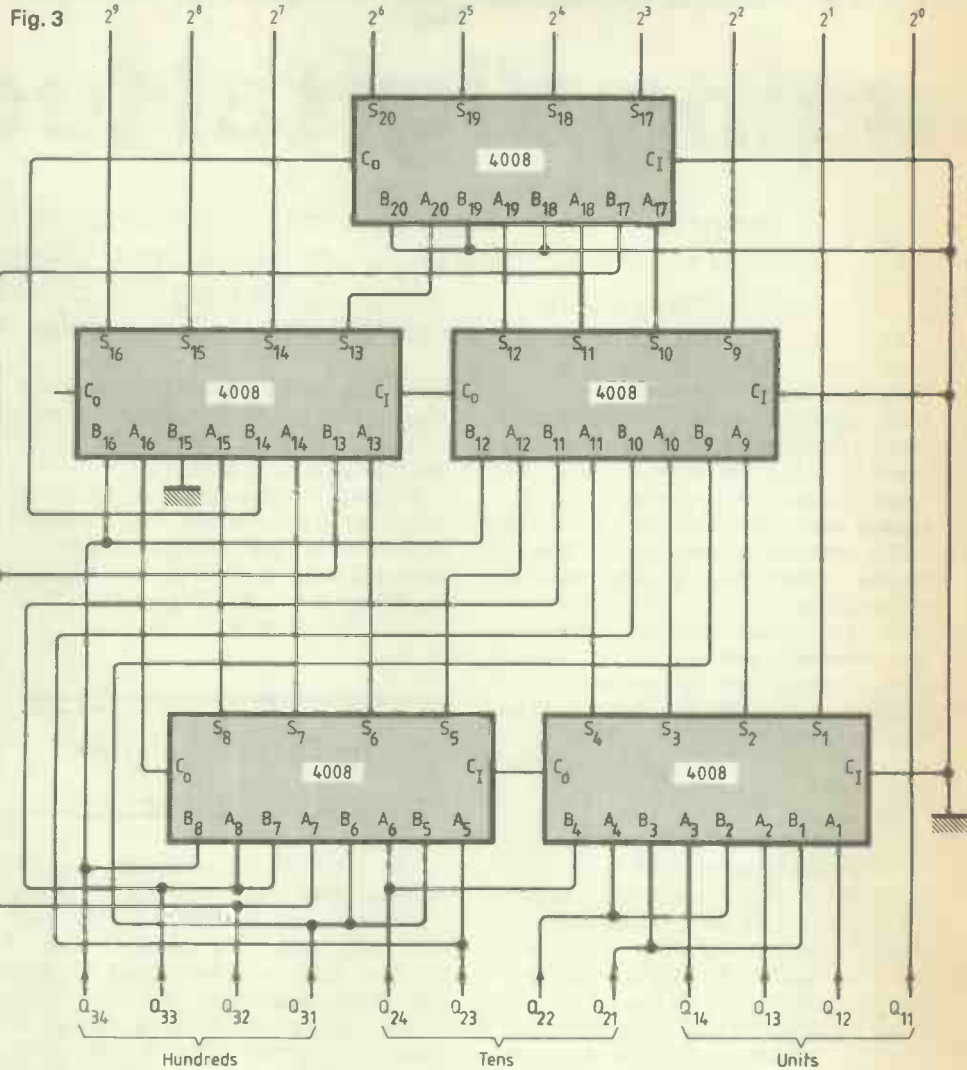 Fig. 3
2⁹ 2⁸ 2⁷ 2⁶ 2⁵ 2⁴ 2³ 2² 2¹ 2⁰
S₂₀ S₁₉ S₁₈ S₁₇
C₀ 4008 C_I
B₂₀ A₂₀ B₁₉ A₁₉ B₁₈ A₁₈ B₁₇ A₁₇
S₁₆ S₁₅ S₁₄ S₁₃ S₁₂ S₁₁ S₁₀ S₉
C₀ 4008 C_I C₀ 4008 C_I
B₁₆ A₁₆ B₁₅ A₁₅ B₁₄ A₁₄ B₁₃ A₁₃ B₁₂ A₁₂ B₁₁ A₁₁ B₁₀ A₁₀ B₉ A₉
S₈ S₇ S₆ S₅ S₄ S₃ S₂ S₁
C₀ 4008 C_I C₀ 4008 C_I
B₈ A₈ B₇ A₇ B₆ A₆ B₅ A₅ B₄ A₄ B₃ A₃ B₂ A₂ B₁ A₁
Q₃₄ Q₃₃ Q₃₂ Q₃₁ Q₂₄ Q₂₃ Q₂₂ Q₂₁ Q₁₄ Q₁₃ Q₁₂ Q₁₁
Hundreds Tens Units